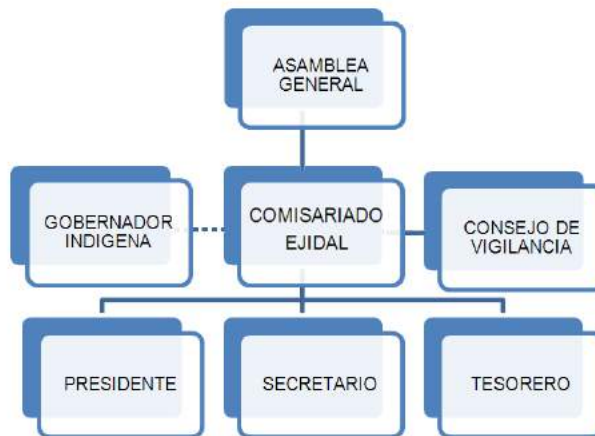 ASAMBLEA
GENERAL
GOBERNADOR
INDIGENA
COMISARIADO
EJIDAL
CONSEJO DE
VIGILANCIA
PRESIDENTE
SECRETARIO
TESORERO